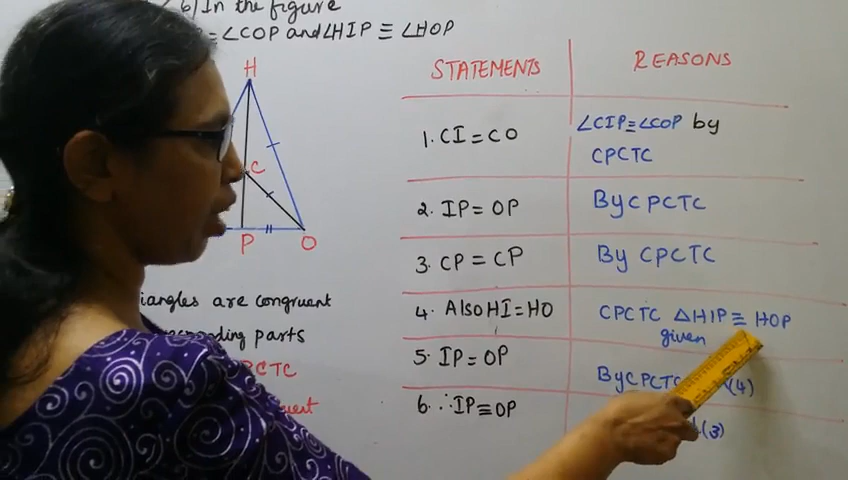 6) In the figure
≡ ∠COP and ∠HIP ≡ ∠HOP
H
C
P
O
are congruent
parts
STATEMENTS
REASONS
1. CI = CO
∠CIP ≡ ∠COP by
CPCTC
2. IP = OP
By CPCTC
3. CP = CP
By CPCTC
4. Also HI = HO
CPCTC ΔHIP ≡ HOP
given
5. IP = OP
By CPCTC
(4)
6. ∴ IP ≡ OP
(3)